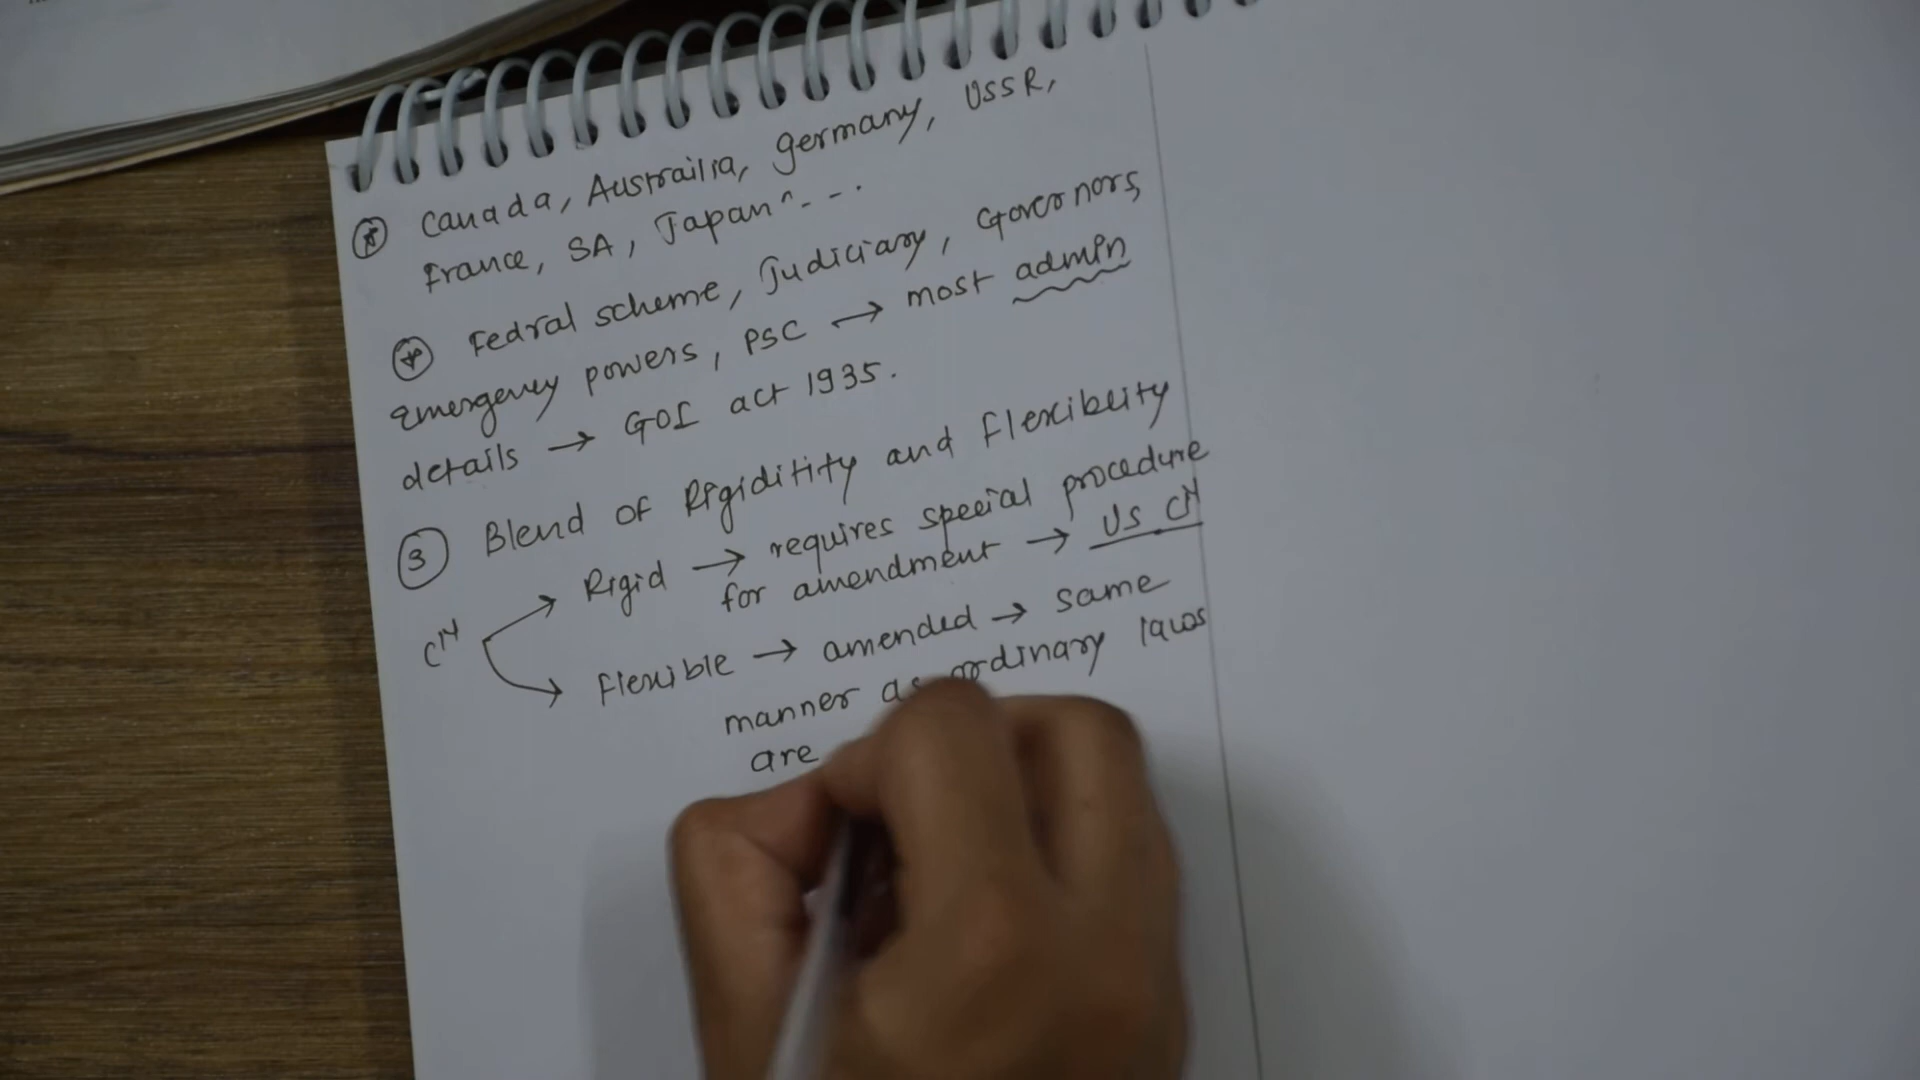 Canada, Austrailia, Germany, USSR,
France, SA, Japan - - .
Fedral scheme, Judiciary, Governors,
emergency powers, PSC → most admin
details → GOI act 1935.
3 Blend of Rigiditity and Flexiblity
CN → Rigid → requires special procedure
for amendment → US CN
Flexible → amended → same
manner as ordinary laws
are